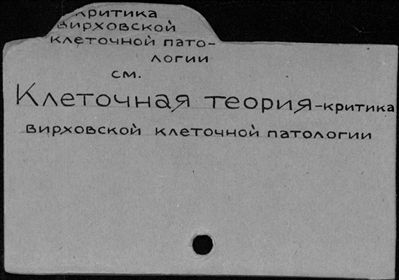 критика
вирховской
клеточной пато-
логии
см.
Клеточная теория-критика
вирховской клеточной патологии